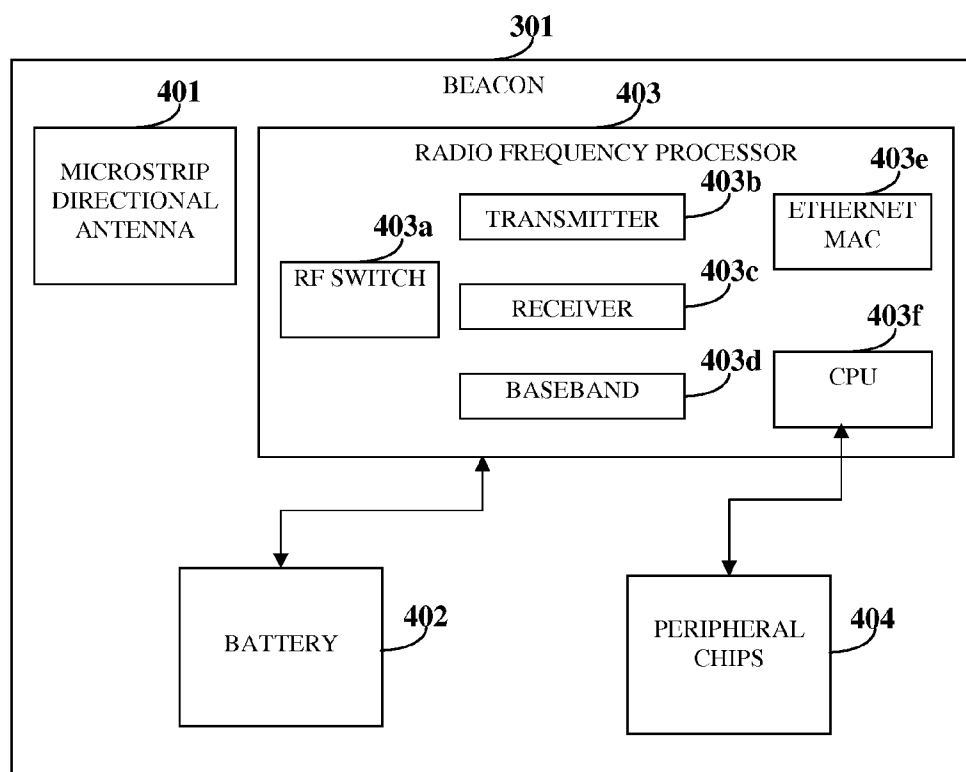 301
BEACON
401
403
MICROSTRIP
DIRECTIONAL
ANTENNA
RADIO FREQUENCY PROCESSOR
403a
RF SWITCH
403b
TRANSMITTER
403c
RECEIVER
403d
BASEBAND
403e
ETHERNET
MAC
403f
CPU
BATTERY
402
PERIPHERAL
CHIPS
404